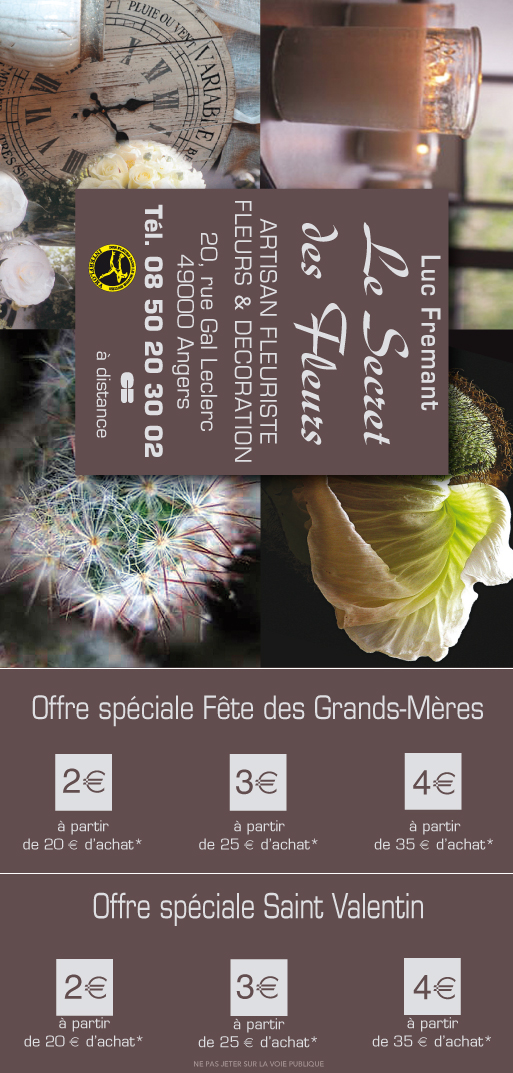 PLUIE OU VENT
VARIABLE
Luc Fremant
Le Secret
des Fleurs
ARTISAN FLEURISTE
FLEURS & DECORATION
20, rue Gal Leclerc
49000 Angers
Tél. 08 50 20 30 02
CB
à distance
Offre spéciale Fête des Grands-Mères
2€ 3€ 4€
à partir à partir à partir
de 20 € d'achat* de 25 € d'achat* de 35 € d'achat*
Offre spéciale Saint Valentin
2€ 3€ 4€
à partir à partir à partir
de 20 € d'achat* de 25 € d'achat* de 35 € d'achat*
NE PAS JETER SUR LA VOIE PUBLIQUE